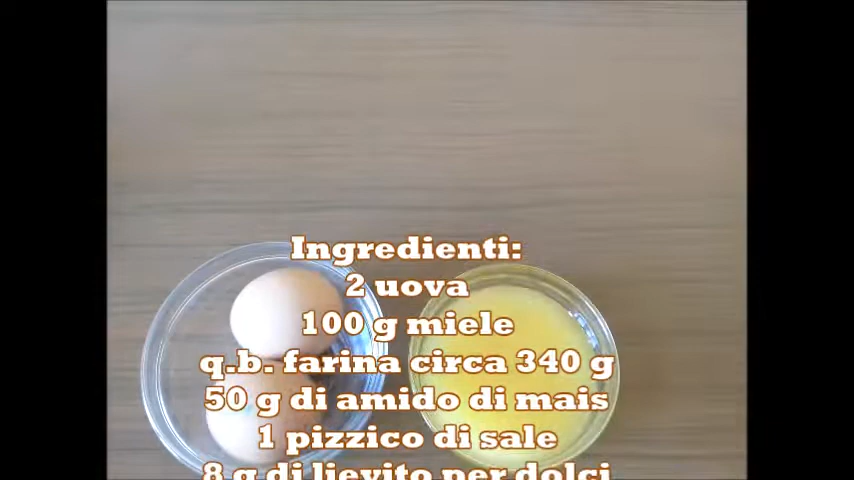 Ingredienti:
2 uova
100 g miele
q.b. farina circa 340 g
50 g di amido di mais
1 pizzico di sale
8 g di lievito per dolci